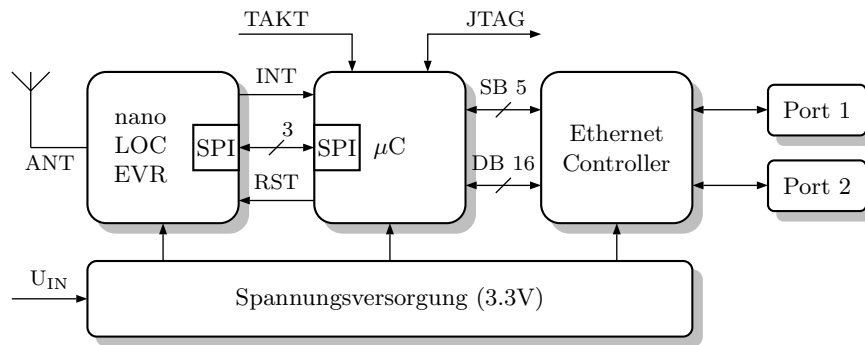 TAKT
JTAG
INT
SB 5
nano
LOC
EVR
SPI
3
SPI
μC
Ethernet
Controller
Port 1
ANT
RST
DB 16
Port 2
U_IN
Spannungsversorgung (3.3V)